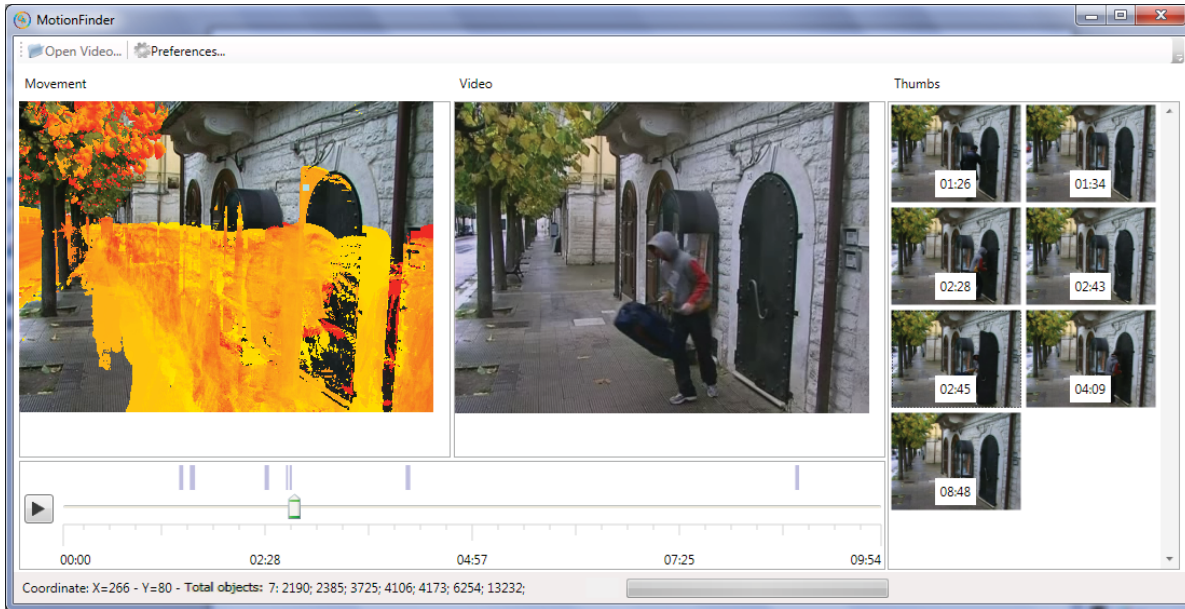 MotionFinder
Open Video... Preferences...
Movement Video Thumbs
01:26 01:34
02:28 02:43
02:45 04:09
08:48
00:00 02:28 04:57 07:25 09:54
Coordinate: X=266 - Y=80 - Total objects: 7: 2190; 2385; 3725; 4106; 4173; 6254; 13232;